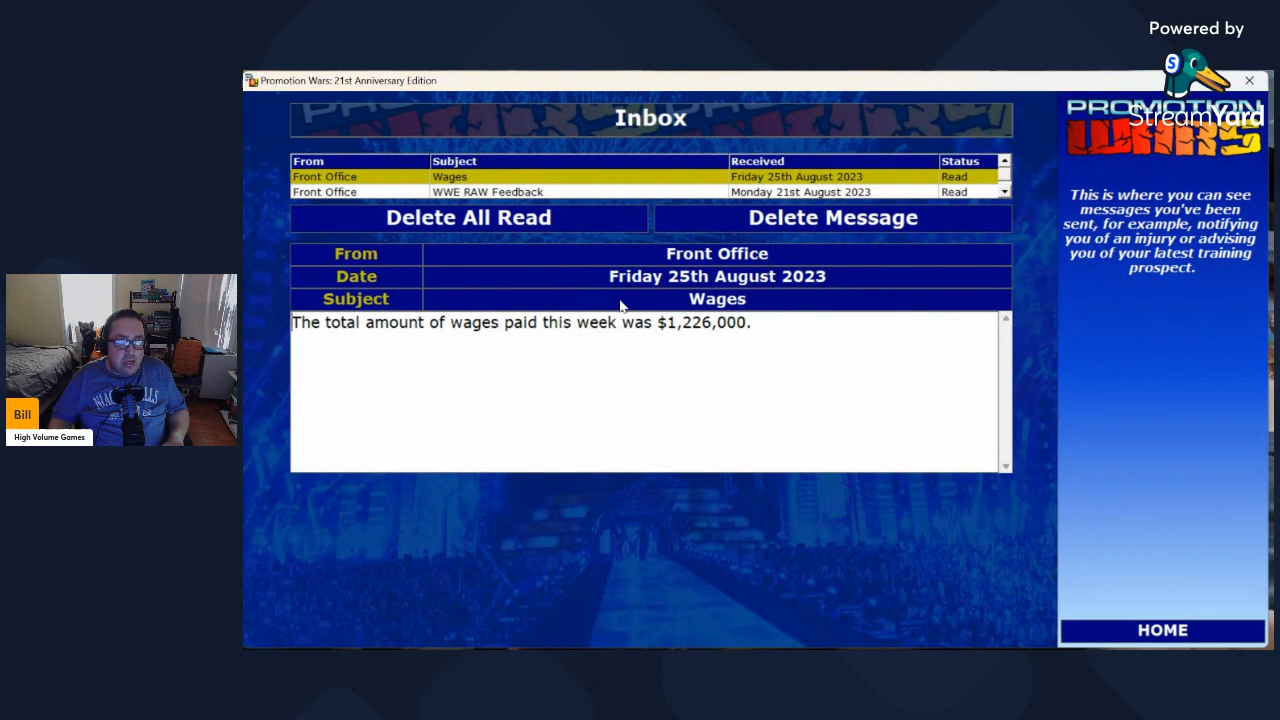 Powered by
S
StreamYard
Promotion Wars: 21st Anniversary Edition
PROMOTION
WARS
Inbox
From Subject Received Status
Front Office Wages Friday 25th August 2023 Read
Front Office WWE RAW Feedback Monday 21st August 2023 Read
Delete All Read Delete Message
From Front Office
Date Friday 25th August 2023
Subject Wages
The total amount of wages paid this week was $1,226,000.
This is where you can see
messages you've been
sent, for example, notifying
you of an injury or advising
you of your latest training
prospect.
Bill
High Volume Games
HOME